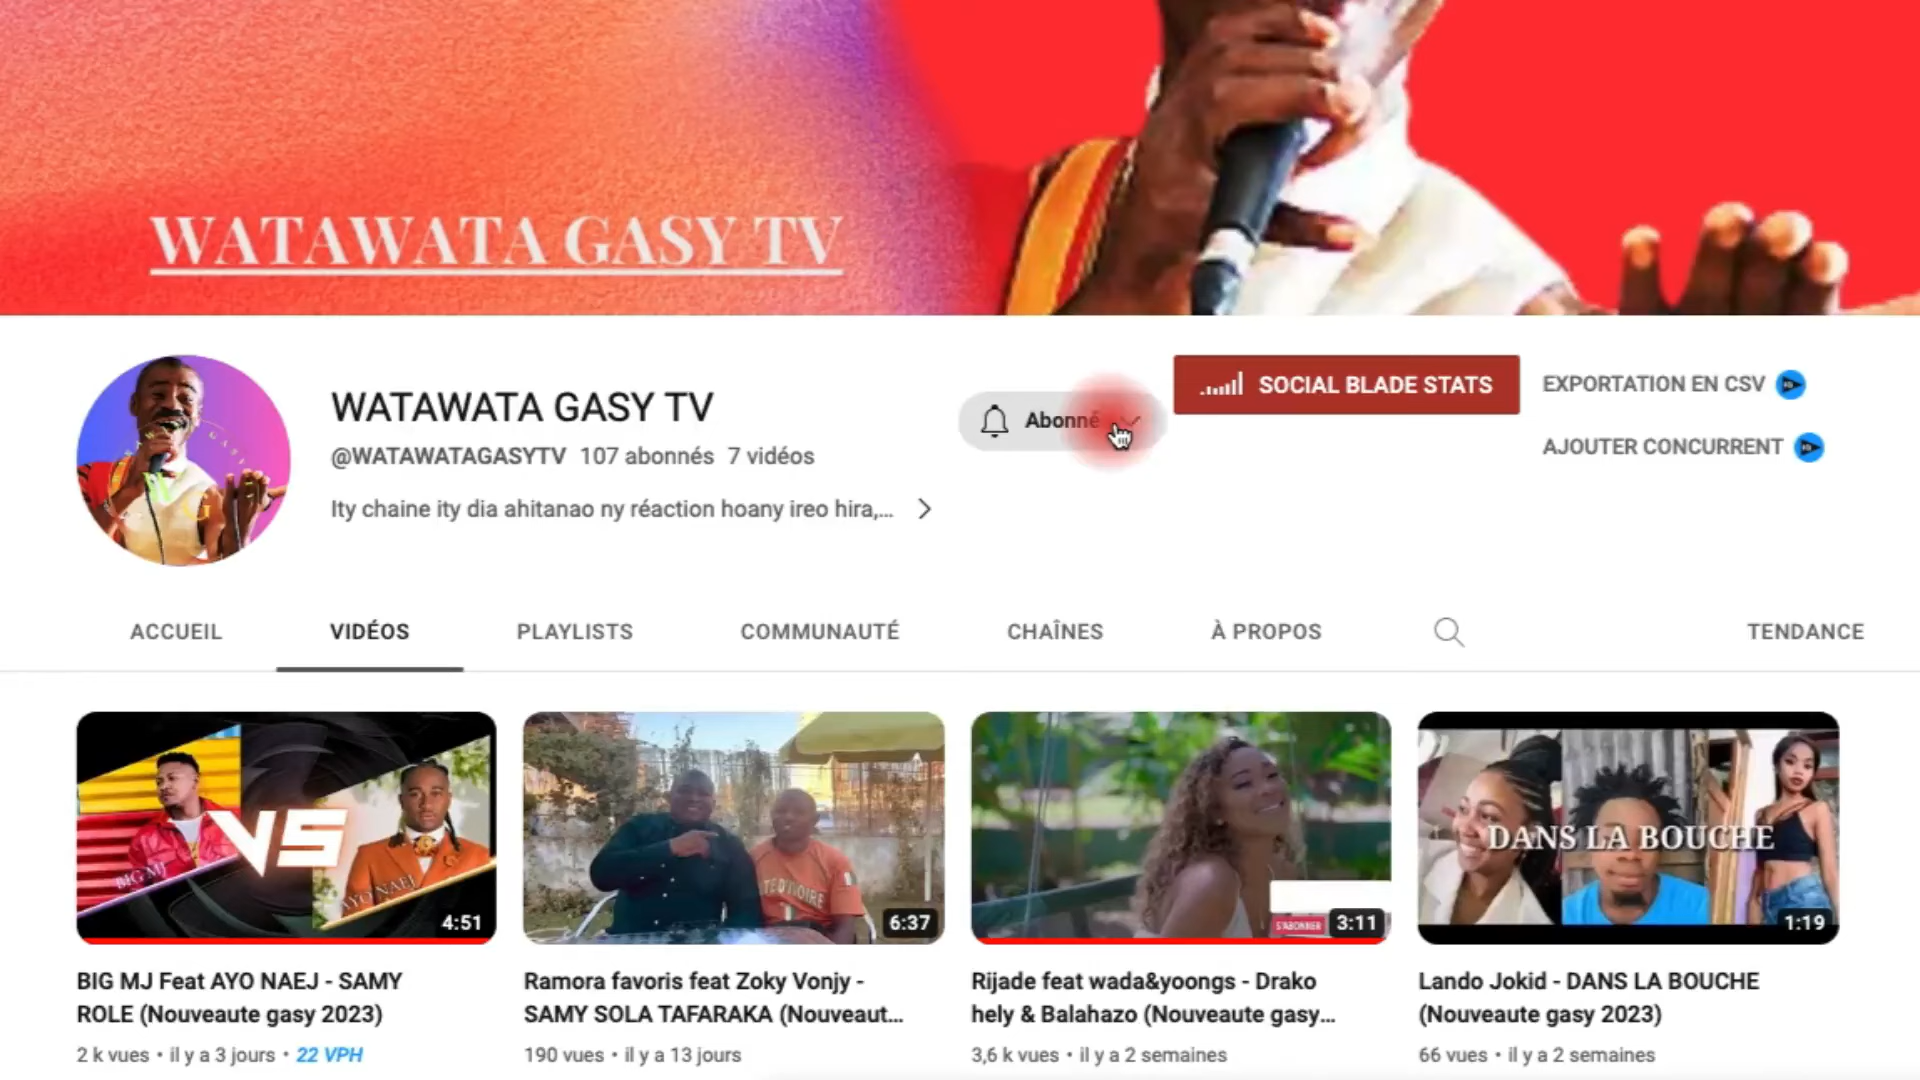 WATAWATA GASY TV
WATAWATA GASY TV
@WATAWATAGASYTV 107 abonnés 7 vidéos
Ity chaine ity dia ahitanao ny réaction hoany ireo hira,...
Abonné
SOCIAL BLADE STATS
EXPORTATION EN CSV
AJOUTER CONCURRENT
ACCUEIL
VIDÉOS
PLAYLISTS
COMMUNAUTÉ
CHAÎNES
À PROPOS
TENDANCE
BIG MJ
VS
AYO NAEJ
4:51
6:37
S'ABONNER
3:11
DANS LA BOUCHE
1:19
BIG MJ Feat AYO NAEJ - SAMY
ROLE (Nouveaute gasy 2023)
2 k vues • il y a 3 jours • 22 VPH
Ramora favoris feat Zoky Vonjy -
SAMY SOLA TAFARAKA (Nouveaut...
190 vues • il y a 13 jours
Rijade feat wada&yoongs - Drako
hely & Balahazo (Nouveaute gasy...
3,6 k vues • il y a 2 semaines
Lando Jokid - DANS LA BOUCHE
(Nouveaute gasy 2023)
66 vues • il y a 2 semaines